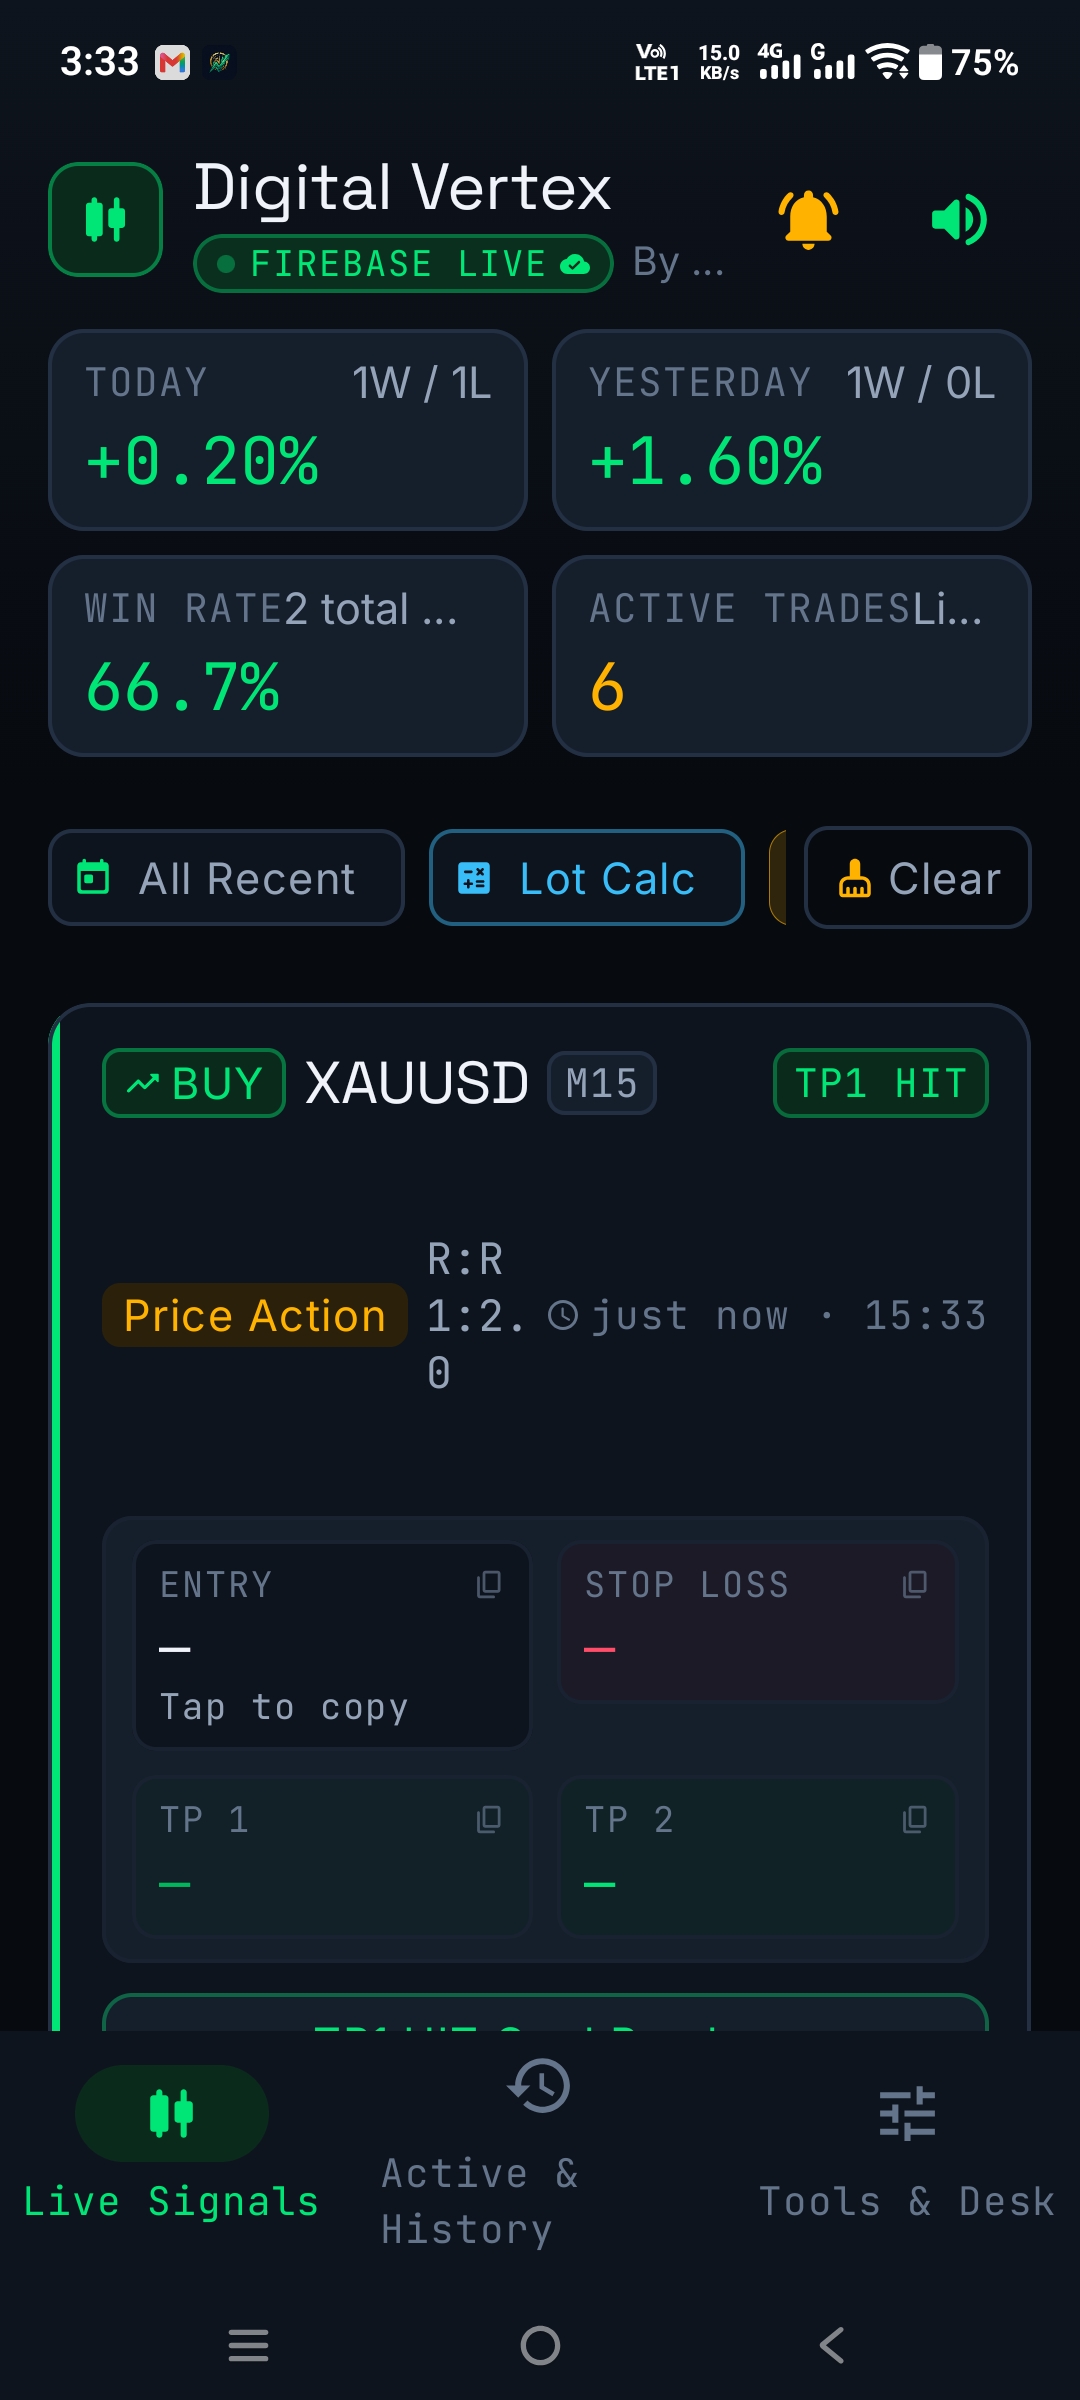 3:33
Vo)) LTE1 15.0 KB/s 4G G 75%
Digital Vertex
FIREBASE LIVE By ...
TODAY 1W / 1L
+0.20%
YESTERDAY 1W / 0L
+1.60%
WIN RATE2 total ...
66.7%
ACTIVE TRADESLi...
6
All Recent
Lot Calc
Clear
BUY XAUUSD M15 TP1 HIT
Price Action
R:R
1:2.
0
just now · 15:33
ENTRY
—
Tap to copy
STOP LOSS
—
TP 1
—
TP 2
—
Live Signals
Active &
History
Tools & Desk